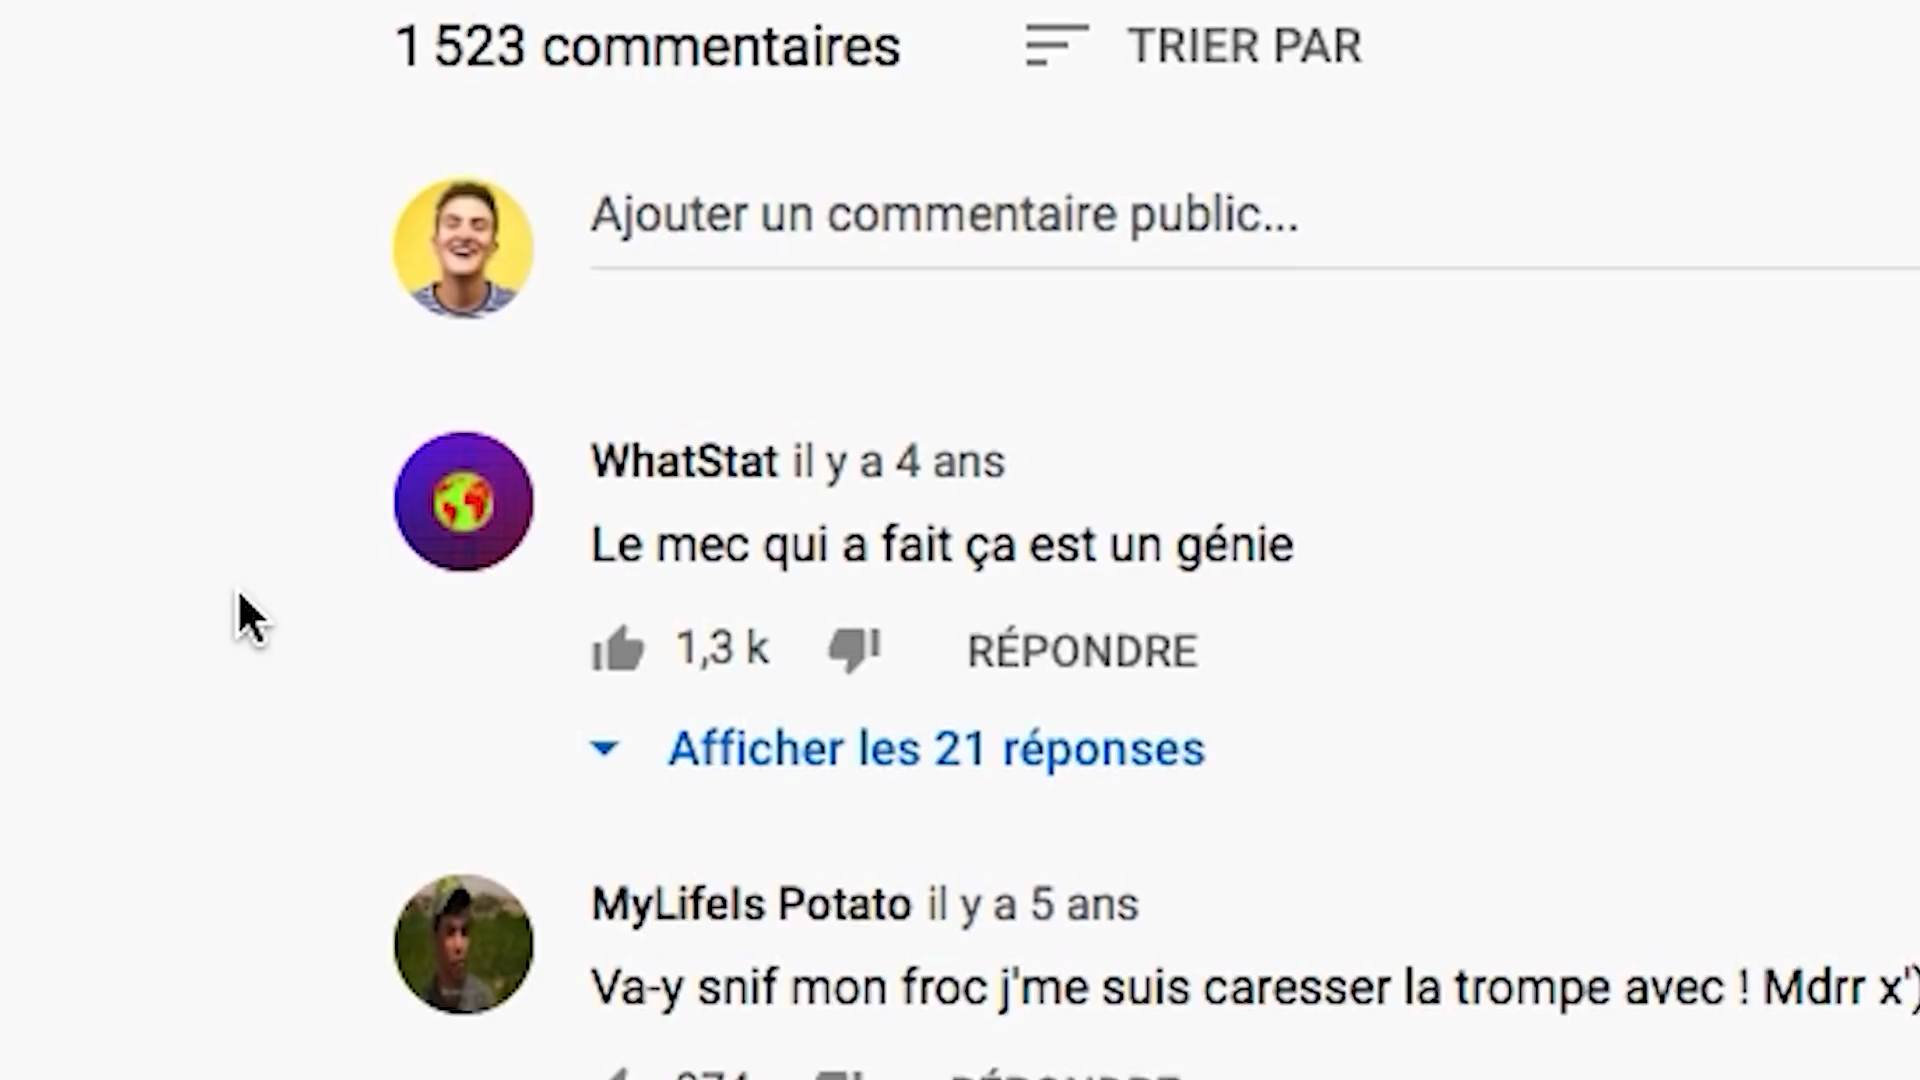 1 523 commentaires TRIER PAR
Ajouter un commentaire public...
WhatStat il y a 4 ans
Le mec qui a fait ça est un génie
1,3 k RÉPONDRE
Afficher les 21 réponses
MyLifeIs Potato il y a 5 ans
Va-y snif mon froc j'me suis caresser la trompe avec ! Mdrr x')
RÉPONDRE